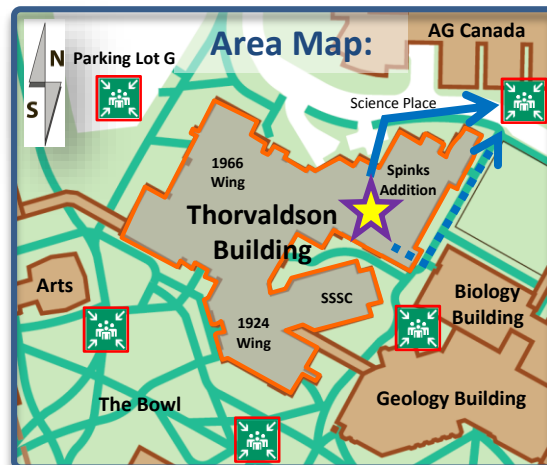 Area Map:
AG Canada
N
S
Parking Lot G
Science Place
1966
Wing
Spinks
Addition
Thorvaldson
Building
Arts
SSSC
Biology
Building
1924
Wing
The Bowl
Geology Building